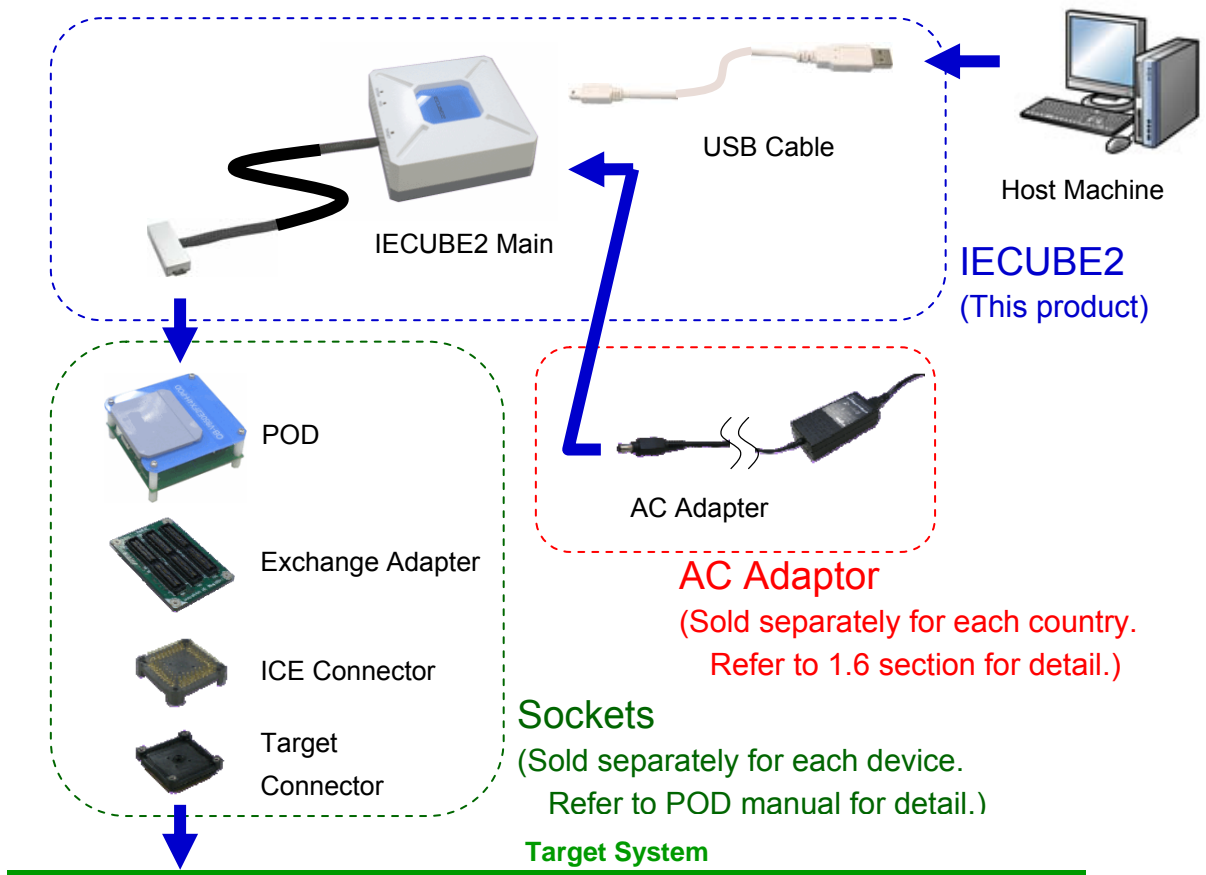 USB Cable
Host Machine
IECUBE2 Main
IECUBE2
(This product)
POD
Exchange Adapter
ICE Connector
Target
Connector
AC Adapter
AC Adaptor
(Sold separately for each country.
Refer to 1.6 section for detail.)
Sockets
(Sold separately for each device.
Refer to POD manual for detail.)
Target System